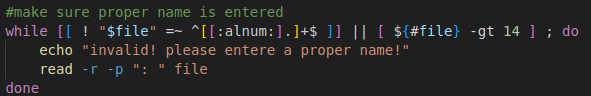 #make sure proper name is entered
while [[ ! "$file" =~ ^[[:alnum:].]+$ ]] || [ ${#file} -gt 14 ] ; do
    echo "invalid! please entere a proper name!"
    read -r -p ": " file
done